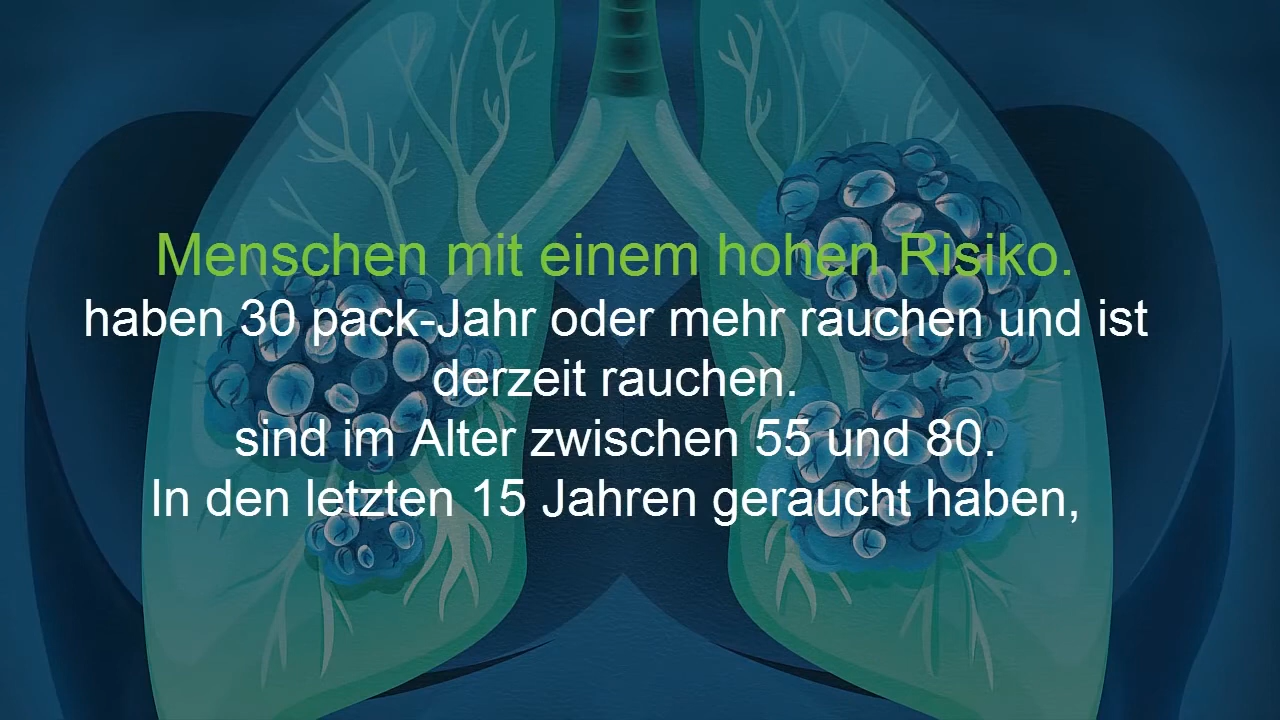 Menschen mit einem hohen Risiko.
haben 30 pack-Jahr oder mehr rauchen und ist
derzeit rauchen.
sind im Alter zwischen 55 und 80.
In den letzten 15 Jahren geraucht haben,